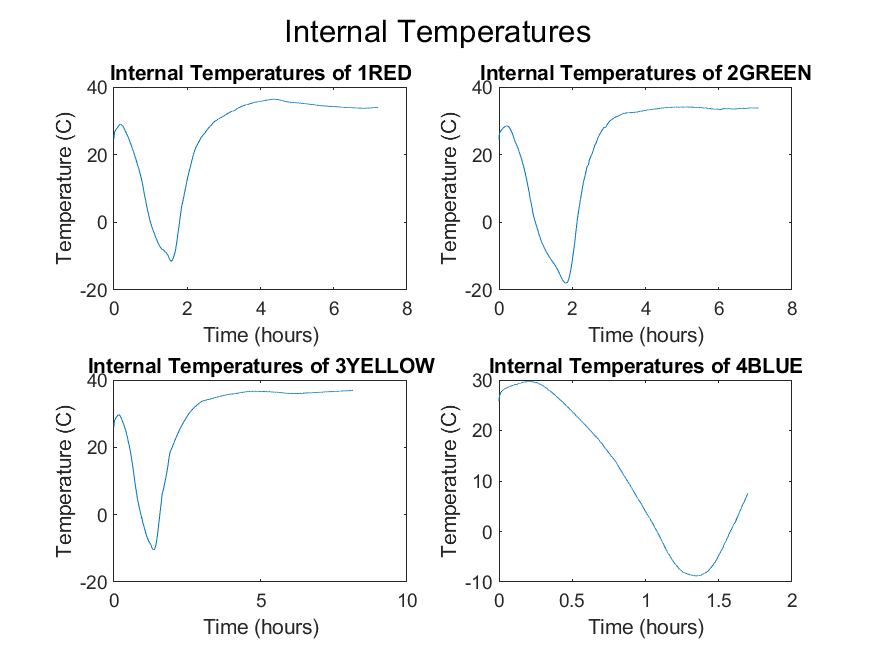 Internal Temperatures
Internal Temperatures of 1RED
40
20
0
-20
Temperature (C)
0 2 4 6 8
Time (hours)
Internal Temperatures of 2GREEN
40
20
0
-20
Temperature (C)
0 2 4 6 8
Time (hours)
Internal Temperatures of 3YELLOW
40
20
0
-20
Temperature (C)
0 5 10
Time (hours)
Internal Temperatures of 4BLUE
30
20
10
0
-10
Temperature (C)
0 0.5 1 1.5 2
Time (hours)